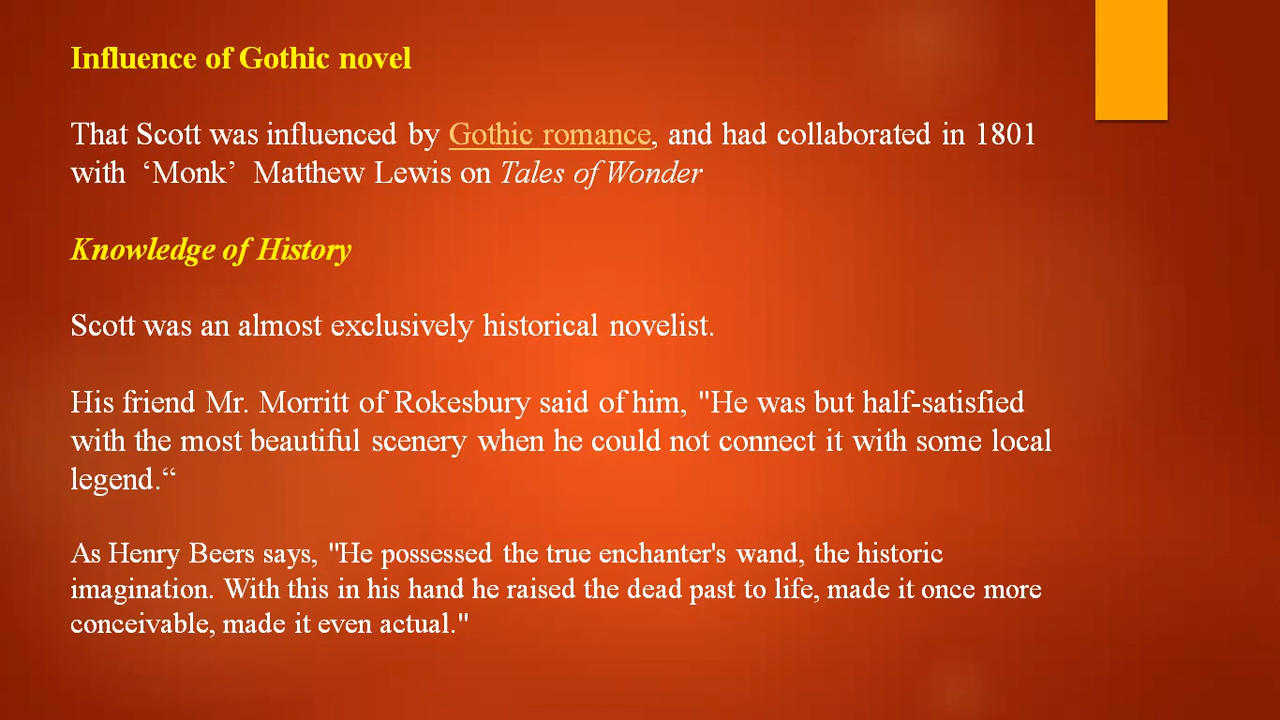 Influence of Gothic novel
That Scott was influenced by Gothic romance, and had collaborated in 1801
with ‘Monk’ Matthew Lewis on Tales of Wonder
Knowledge of History
Scott was an almost exclusively historical novelist.
His friend Mr. Morritt of Rokesbury said of him, "He was but half-satisfied
with the most beautiful scenery when he could not connect it with some local
legend.“
As Henry Beers says, "He possessed the true enchanter's wand, the historic
imagination. With this in his hand he raised the dead past to life, made it once more
conceivable, made it even actual."